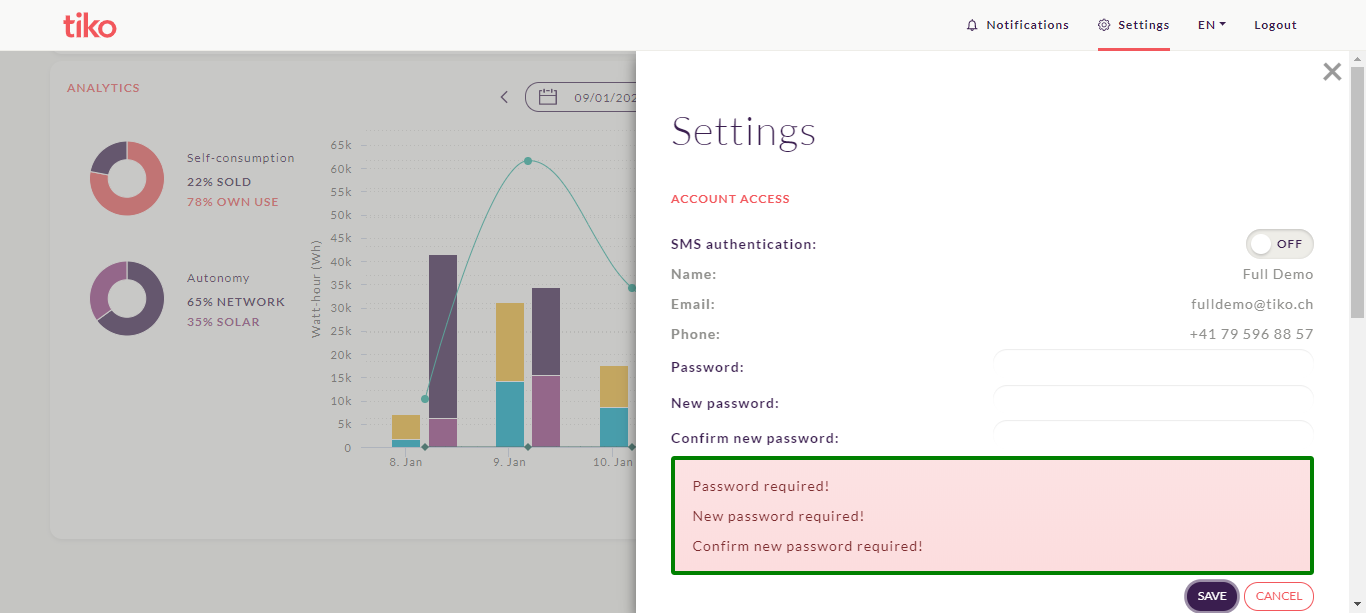 tiko
Notifications
Settings
EN
Logout
ANALYTICS
09/01/202
Self-consumption
22% SOLD
78% OWN USE
Autonomy
65% NETWORK
35% SOLAR
Watt-hour (Wh)
65k
60k
55k
50k
45k
40k
35k
30k
25k
20k
15k
10k
5k
0
8. Jan
9. Jan
10. Jan
Settings
ACCOUNT ACCESS
SMS authentication: OFF
Name: Full Demo
Email: fulldemo@tiko.ch
Phone: +41 79 596 88 57
Password:
New password:
Confirm new password:
Password required!
New password required!
Confirm new password required!
SAVE
CANCEL